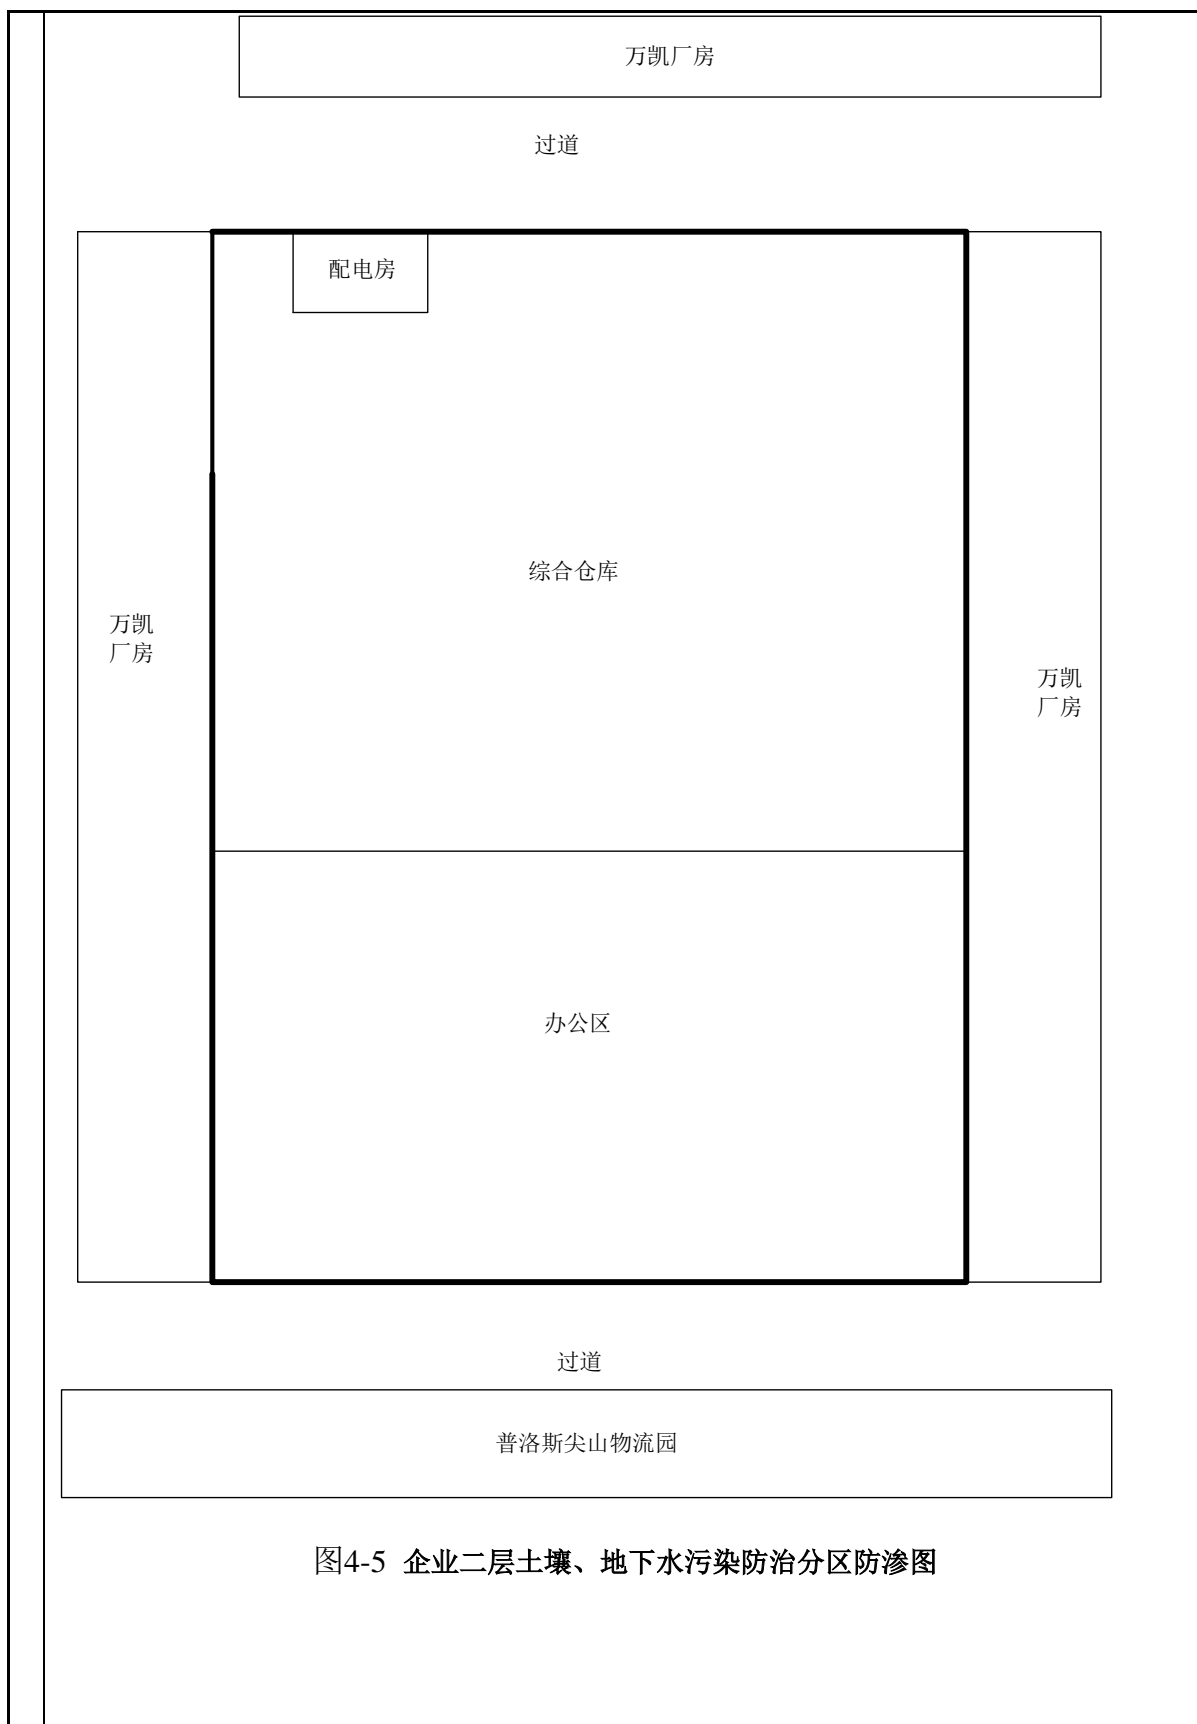 万凯厂房
过道
配电房
综合仓库
万凯
厂房
万凯
厂房
办公区
过道
普洛斯尖山物流园
图4-5 企业二层土壤、地下水污染防治分区防渗图